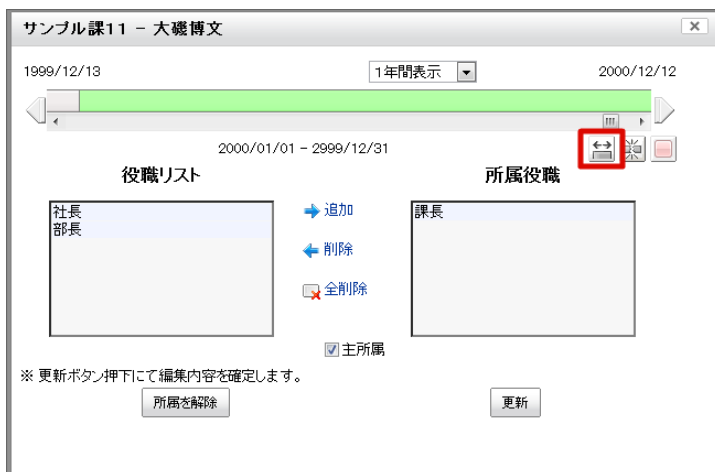 サンプル課11 - 大磯博文
1999/12/13 1年間表示 2000/12/12
2000/01/01 - 2999/12/31
役職リスト 所属役職
社長 追加 課長
部長
削除
全削除
主所属
※ 更新ボタン押下にて編集内容を確定します。
所属を解除 更新